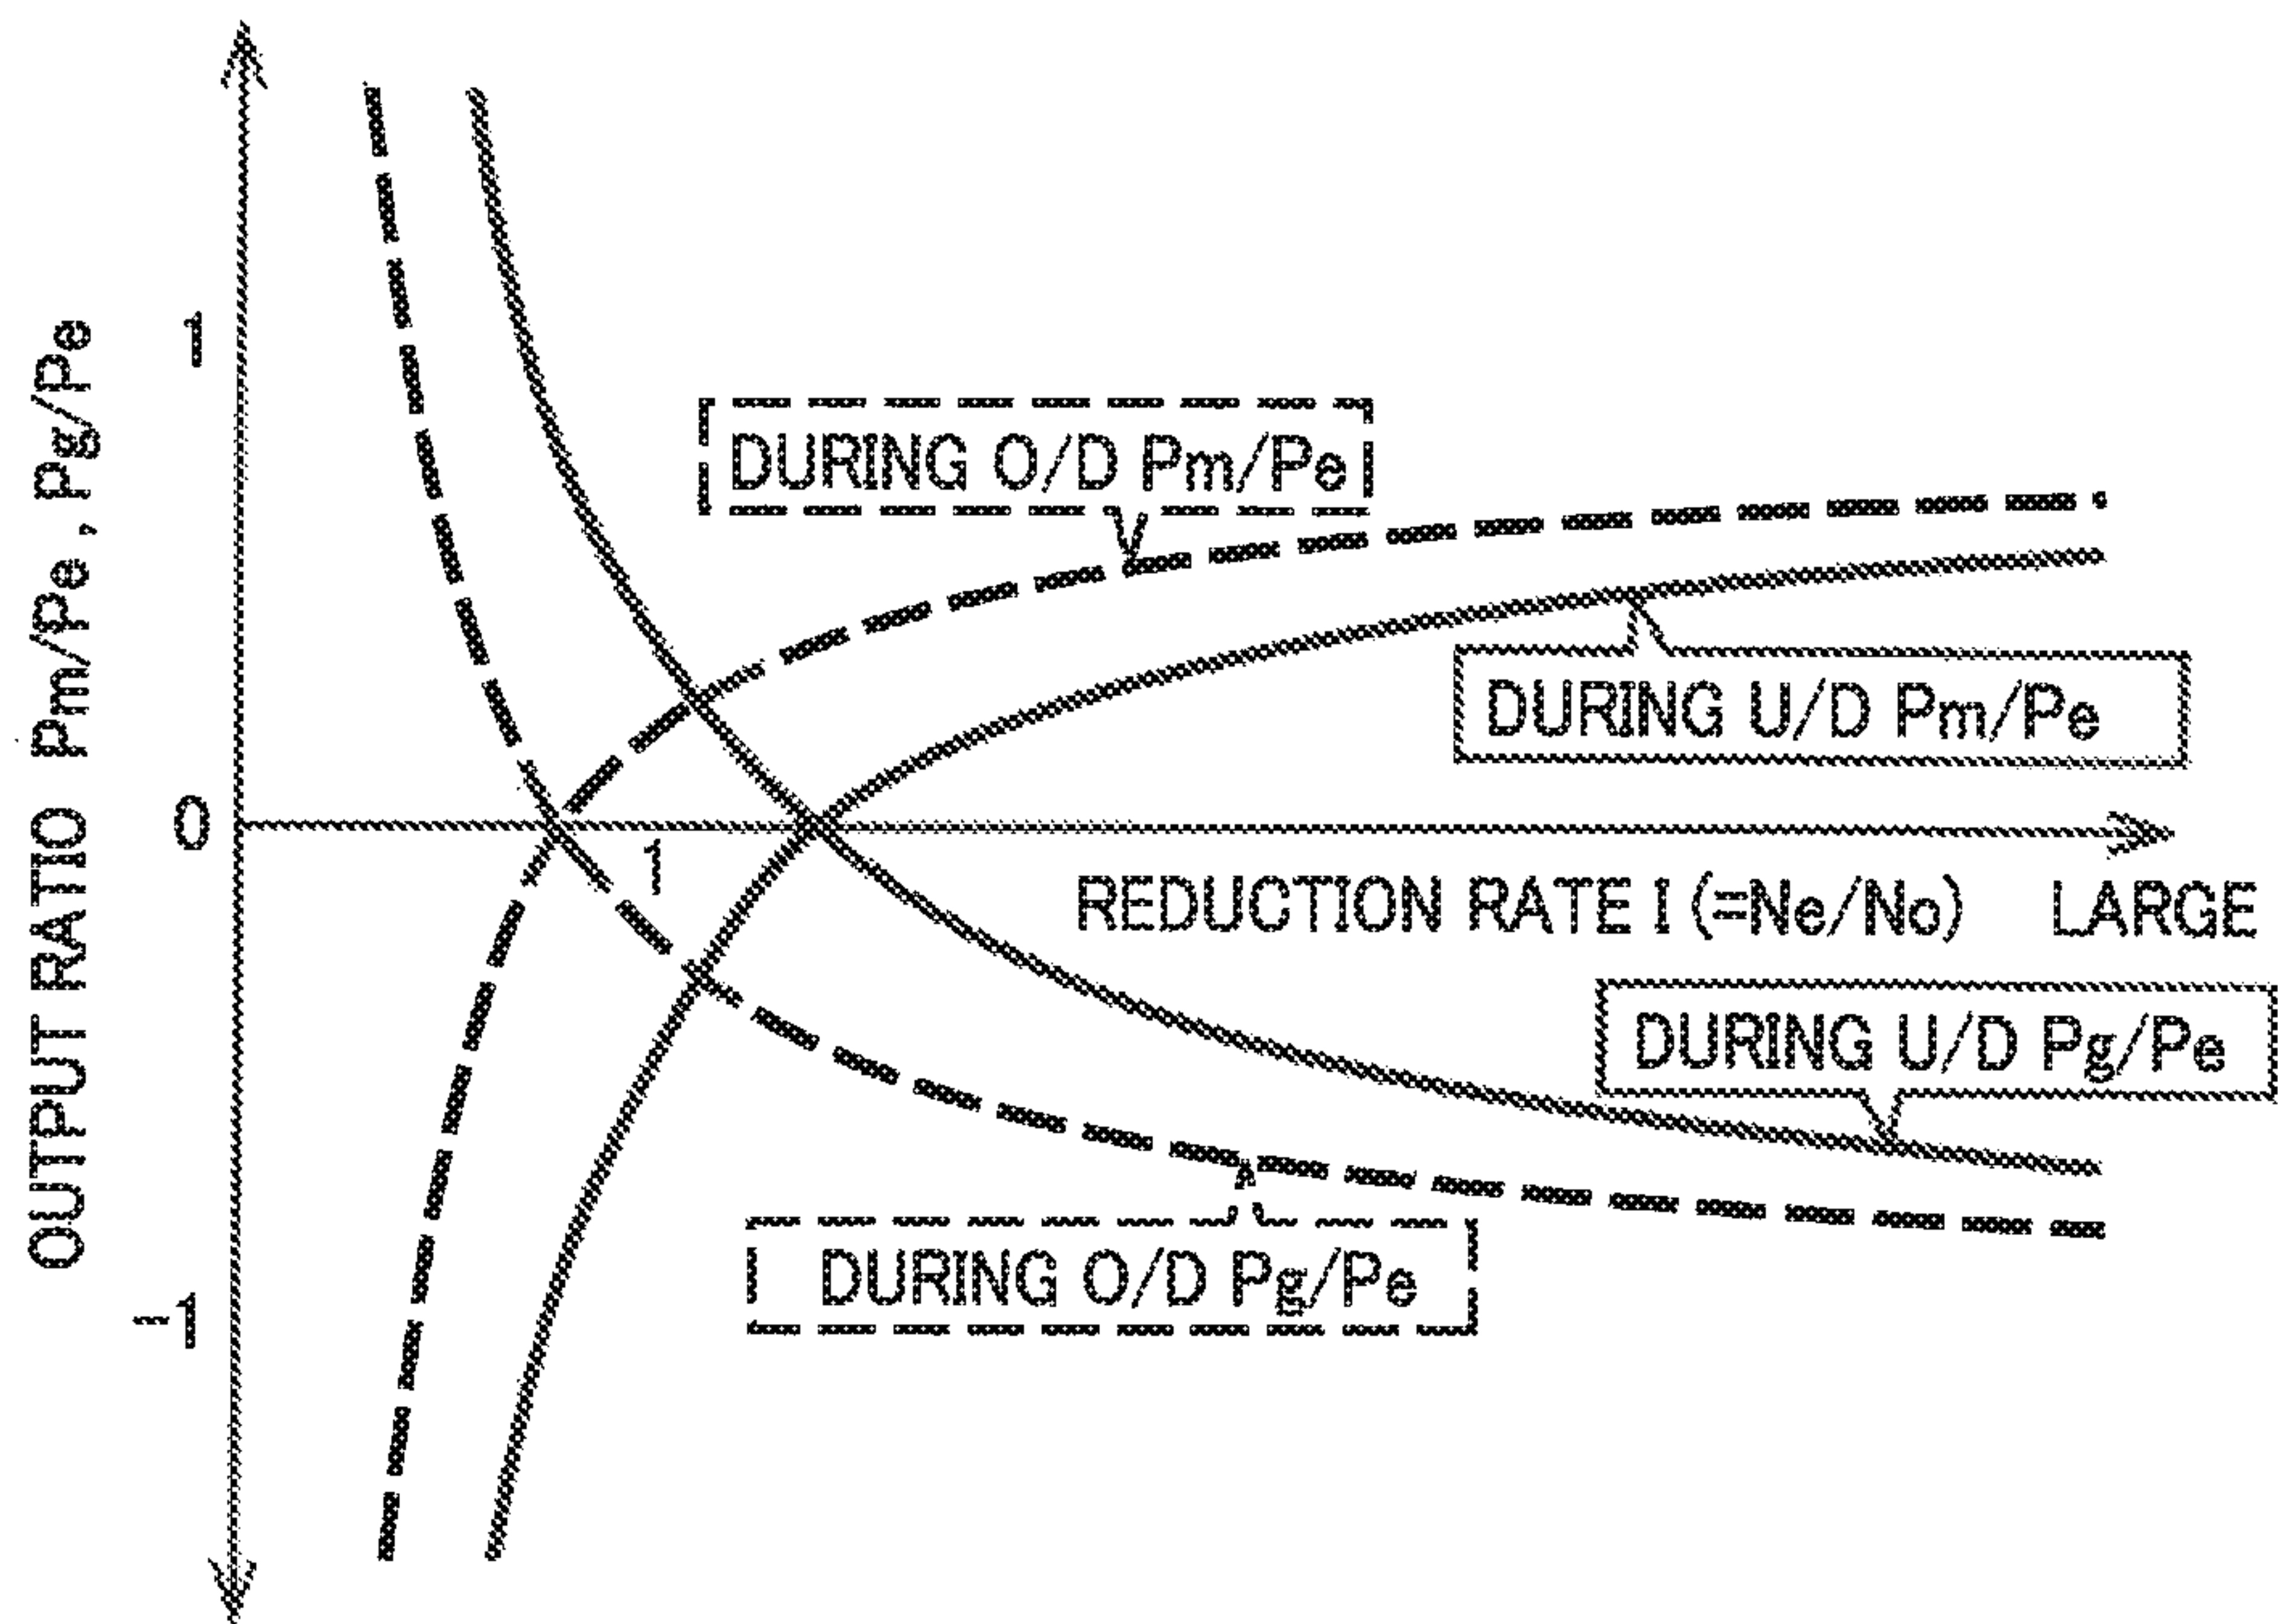 OUTPUT RATIO Pm/Pe , Pg/Pe
1
DURING O/D Pm/Pe
DURING U/D Pm/Pe
0
1
REDUCTION RATE I (=Ne/No) LARGE
DURING U/D Pg/Pe
DURING O/D Pg/Pe
-1